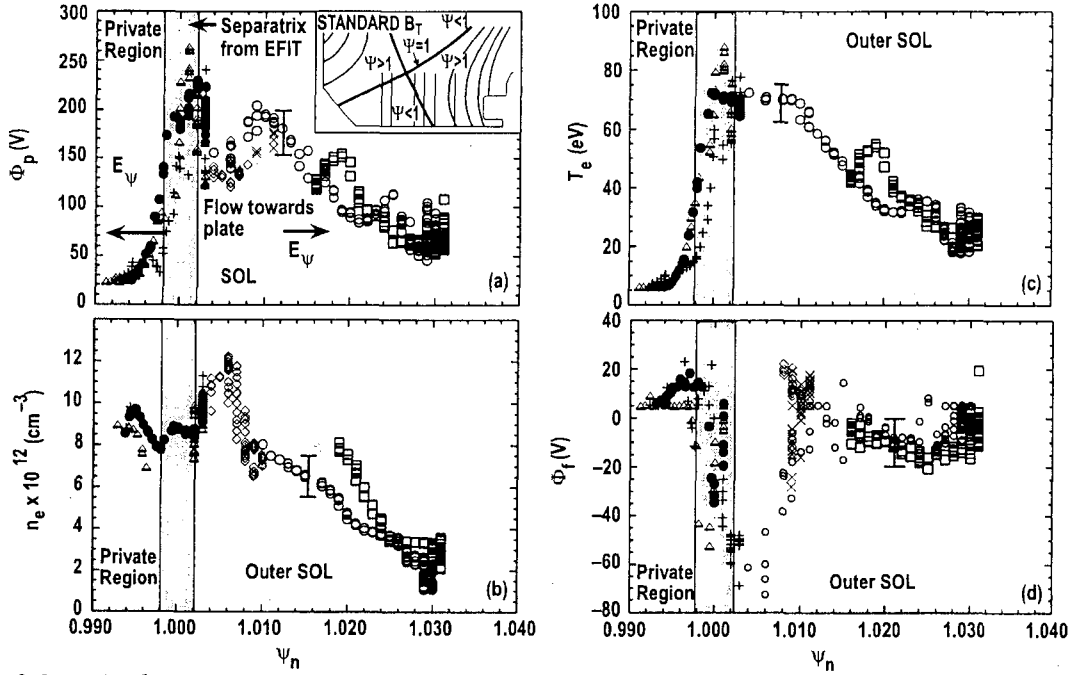 Private
Region
Separatrix
from EFIT
STANDARD B_T
Ψ<1
Ψ=1
Ψ>1
Ψ>1
Ψ<1
300
250
200
150
100
50
0
Φ_p (V)
E_Ψ
Flow towards
plate
E_Ψ
SOL
(a)
Private
Region
Outer SOL
100
80
60
40
20
0
T_e (eV)
(c)
12
10
8
6
4
2
0
n_e x 10^12 (cm^−3)
Private
Region
Outer SOL
(b)
0.990 1.000 1.010 1.020 1.030 1.040
Ψ_n
40
20
0
−20
−40
−60
−80
Φ_f (V)
Private
Region
Outer SOL
(d)
0.990 1.000 1.010 1.020 1.030 1.040
Ψ_n